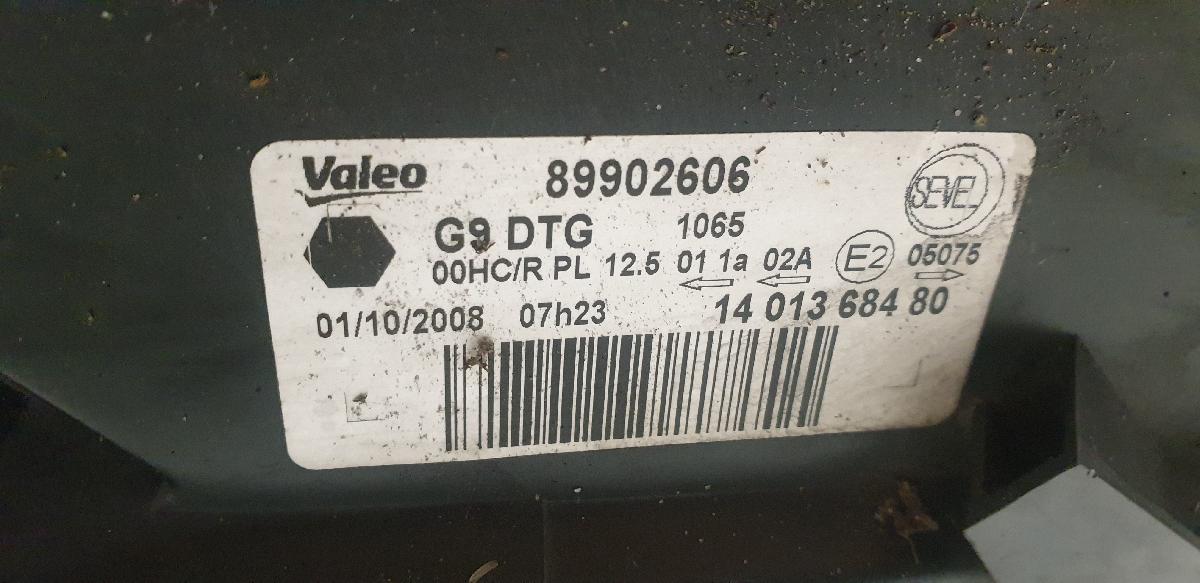 Valeo 89902606 SEVEL
G9 DTG 1065
00HC/R PL 12.5 01 1a 02A E2 05075
01/10/2008 07h23 14 013 684 80